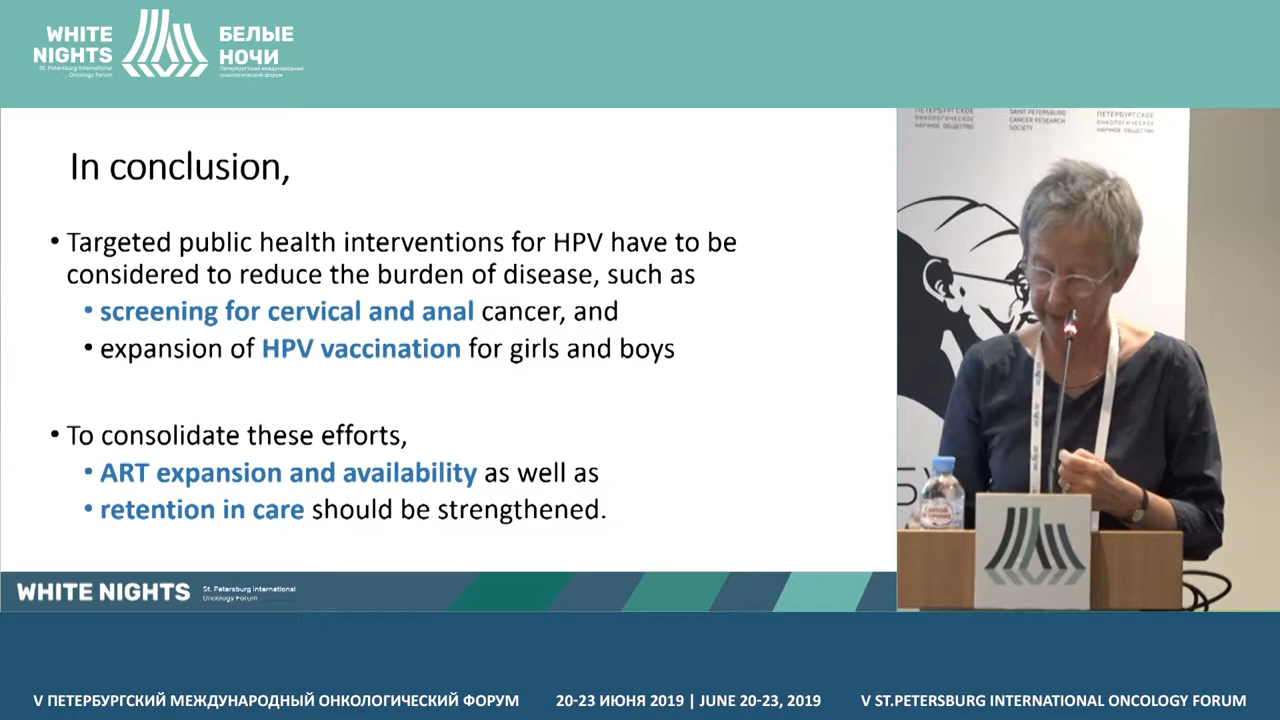 WHITE
NIGHTS
St. Petersburg International
Oncology Forum
БЕЛЫЕ
НОЧИ
Петербургский международный
онкологический форум
In conclusion,
• Targeted public health interventions for HPV have to be
considered to reduce the burden of disease, such as
• screening for cervical and anal cancer, and
• expansion of HPV vaccination for girls and boys
• To consolidate these efforts,
• ART expansion and availability as well as
• retention in care should be strengthened.
WHITE NIGHTS
St. Petersburg International
Oncology Forum
ПЕТЕРБУРГСКОЕ
ОНКОЛОГИЧЕСКОЕ
НАУЧНОЕ ОБЩЕСТВО
SAINT PETERSBURG
CANCER RESEARCH
SOCIETY
ПЕТЕРБУРГСКОЕ
ОНКОЛОГИЧЕСКОЕ
НАУЧНОЕ ОБЩЕСТВО
V ПЕТЕРБУРГСКИЙ МЕЖДУНАРОДНЫЙ ОНКОЛОГИЧЕСКИЙ ФОРУМ
20-23 ИЮНЯ 2019 | JUNE 20-23, 2019
V ST.PETERSBURG INTERNATIONAL ONCOLOGY FORUM